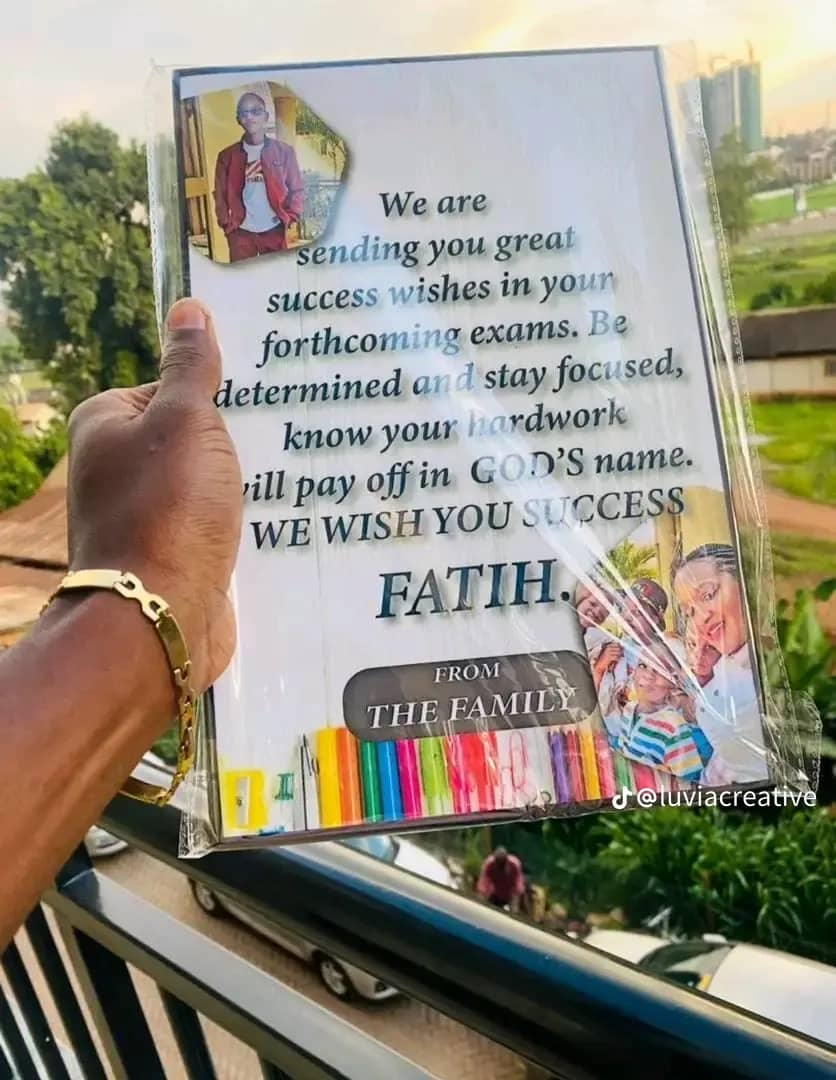 We are
sending you great
success wishes in your
forthcoming exams. Be
determined and stay focused,
know your hardwork
ill pay off in GOD'S name.
WE WISH YOU SUCCESS
FATIH.
FROM
THE FAMILY
@luviacreative